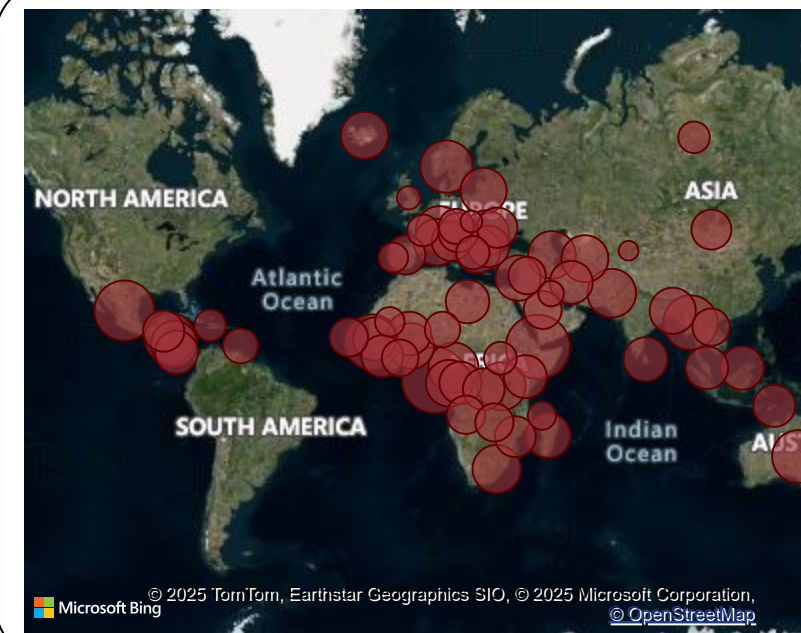 NORTH AMERICA
ASIA
Atlantic
Ocean
SOUTH AMERICA
Indian
Ocean
Microsoft Bing
© 2025 TomTom, Earthstar Geographics SIO, © 2025 Microsoft Corporation,
© OpenStreetMap